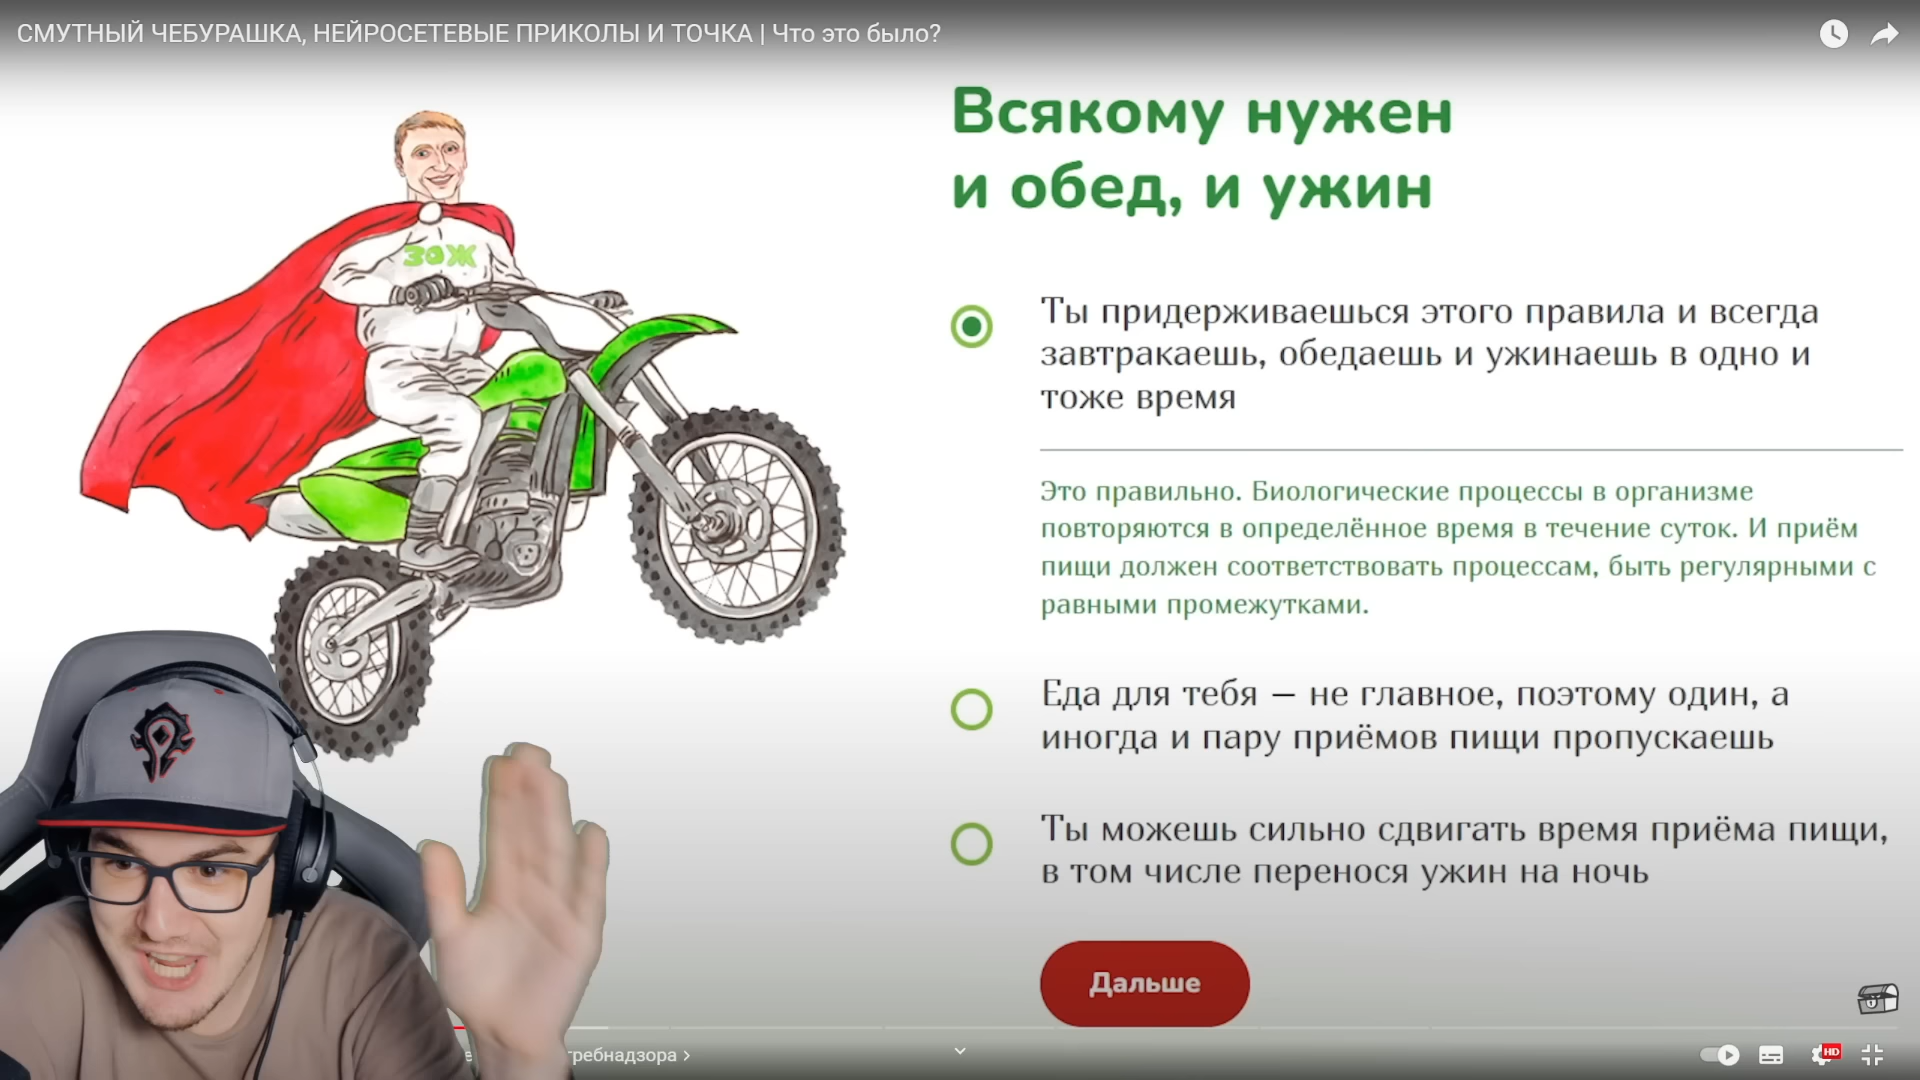 СМУТНЫЙ ЧЕБУРАШКА, НЕЙРОСЕТЕВЫЕ ПРИКОЛЫ И ТОЧКА | Что это было?
Всякому нужен
и обед, и ужин
ЗОЖ
Ты придерживаешься этого правила и всегда
завтракаешь, обедаешь и ужинаешь в одно и
тоже время
Это правильно. Биологические процессы в организме
повторяются в определённое время в течение суток. И приём
пищи должен соответствовать процессам, быть регулярными с
равными промежутками.
Еда для тебя – не главное, поэтому один, а
иногда и пару приёмов пищи пропускаешь
Ты можешь сильно сдвигать время приёма пищи,
в том числе перенося ужин на ночь
Дальше
HD